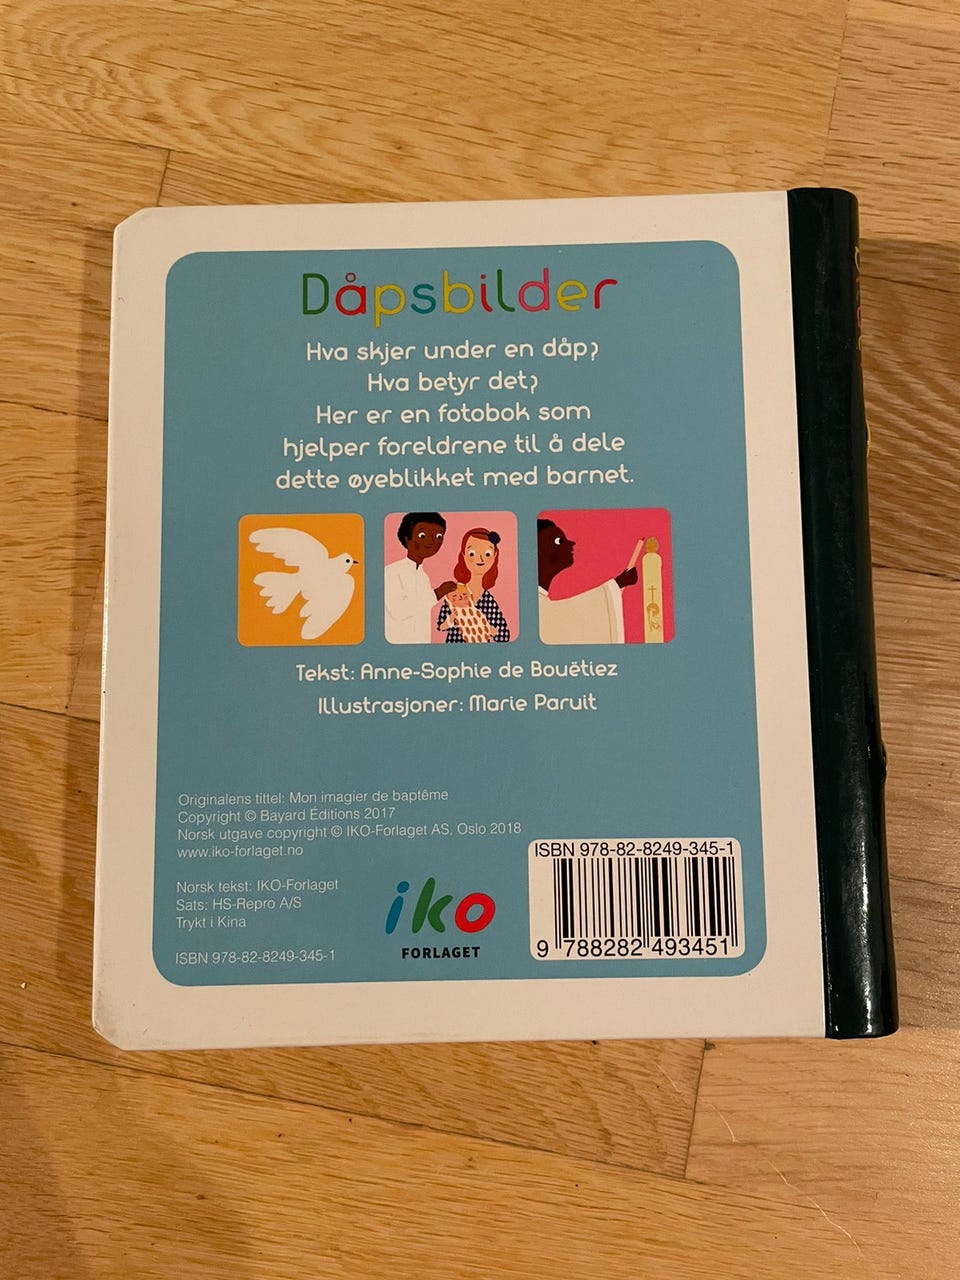 Dåpsbilder
Hva skjer under en dåp?
Hva betyr det?
Her er en fotobok som
hjelper foreldrene til å dele
dette øyeblikket med barnet.
Tekst: Anne-Sophie de Bouëtiez
Illustrasjoner: Marie Paruit
Originalens tittel: Mon imagier de baptême
Copyright © Bayard Éditions 2017
Norsk utgave copyright © IKO-Forlaget AS, Oslo 2018
www.iko-forlaget.no
Norsk tekst: IKO-Forlaget
Sats: HS-Repro A/S
Trykt i Kina
ISBN 978-82-8249-345-1
iko
FORLAGET
ISBN 978-82-8249-345-1
9 788282 493451